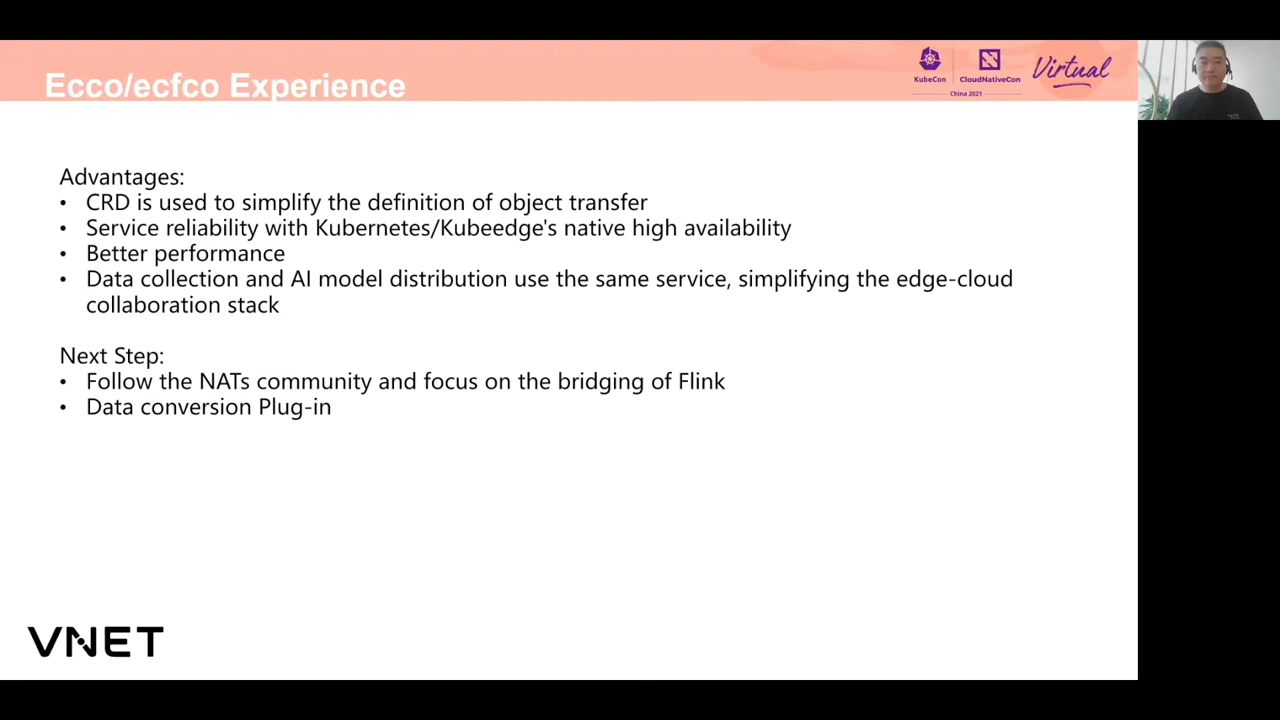 Ecco/ecfco Experience
KubeCon
CloudNativeCon
Virtual
China 2021
Advantages:
• CRD is used to simplify the definition of object transfer
• Service reliability with Kubernetes/Kubeedge's native high availability
• Better performance
• Data collection and AI model distribution use the same service, simplifying the edge-cloud
collaboration stack
Next Step:
• Follow the NATs community and focus on the bridging of Flink
• Data conversion Plug-in
VNET